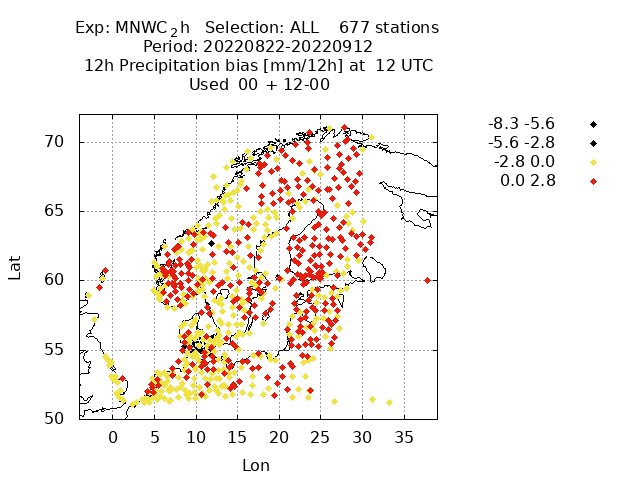 Exp: MNWC_2h   Selection: ALL    677 stations
Period: 20220822-20220912
12h Precipitation bias [mm/12h] at  12 UTC
Used  00 + 12-00
-8.3 -5.6
-5.6 -2.8
-2.8 0.0
0.0 2.8
70
65
60
55
50
Lat
0 5 10 15 20 25 30 35
Lon